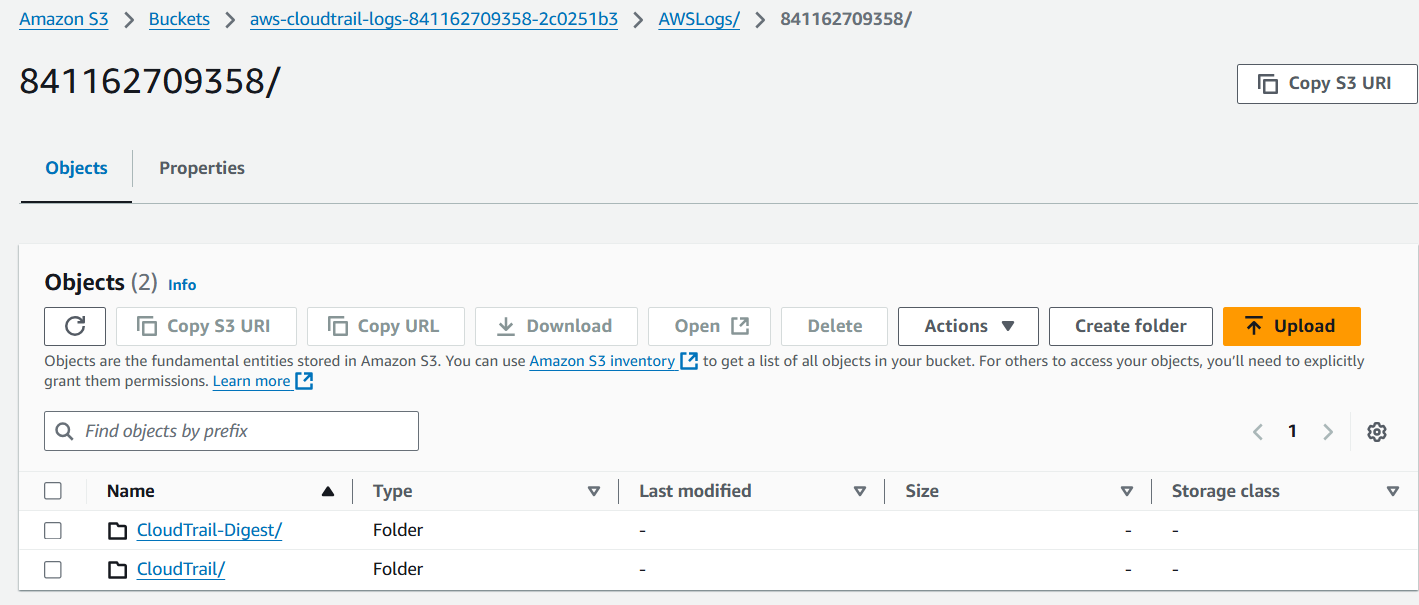 Amazon S3 > Buckets > aws-cloudtrail-logs-841162709358-2c0251b3 > AWSLogs/ > 841162709358/
841162709358/
Copy S3 URI
Objects
Properties
Objects (2) Info
Copy S3 URI
Copy URL
Download
Open
Delete
Actions
Create folder
Upload
Objects are the fundamental entities stored in Amazon S3. You can use Amazon S3 inventory to get a list of all objects in your bucket. For others to access your objects, you’ll need to explicitly
grant them permissions. Learn more
Find objects by prefix
1
Name Type Last modified Size Storage class
CloudTrail-Digest/ Folder - - -
CloudTrail/ Folder - - -